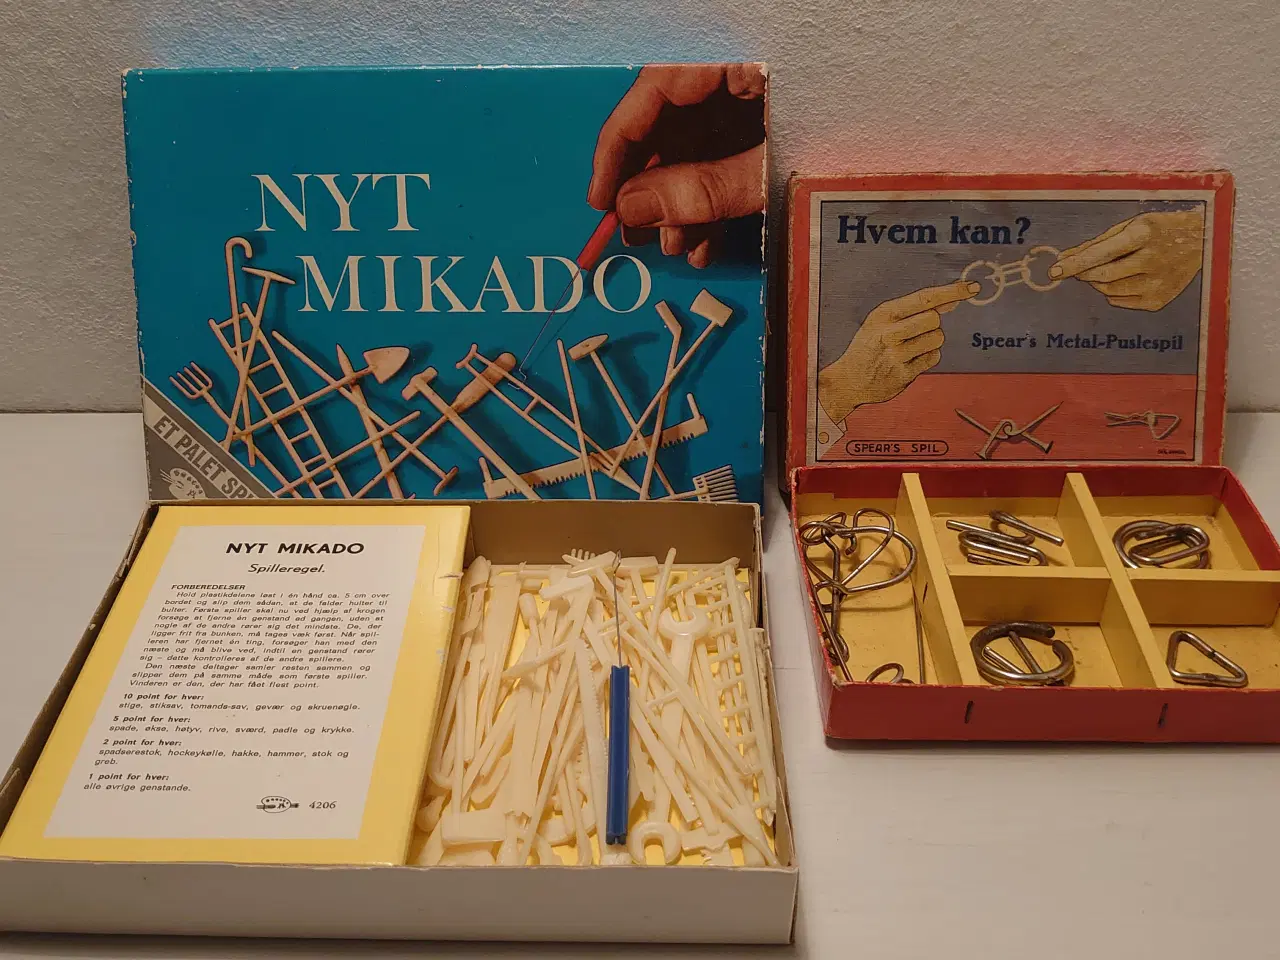 NYT
MIKADO
ET PALET
Hvem kan?
Spear's Metal-Puslespil
SPEAR'S SPIL
NYT MIKADO
Spilleregel.
FORBEREDELSER
Hold plastikdelene løst i én hånd ca. 5 cm over
bordet og slip dem sådan, at de falder hulter til
bulter. Første spiller skal nu ved hjælp af krogen
forsøge at fjerne én genstand ad gangen, uden at
nogle af de andre rører sig det mindste. De, der
ligger frit fra bunken, må tages væk først. Når spil-
leren har fjernet én ting, forsøger han med den
næste og må blive ved, indtil en genstand rører
sig – dette kontrolleres af de andre spillere.
Den næste deltager samler resten sammen og
slipper dem på samme måde som første spiller.
Vinderen er den, der har fået flest point.
10 point for hver:
stige, stiksav, tomands-sav, gevær og skruenøgle.
5 point for hver:
spade, økse, høtyv, rive, sværd, padle og krykke.
2 point for hver:
spadserestok, hockeykølle, hakke, hammer, stok og
greb.
1 point for hver:
alle øvrige genstande.
4206